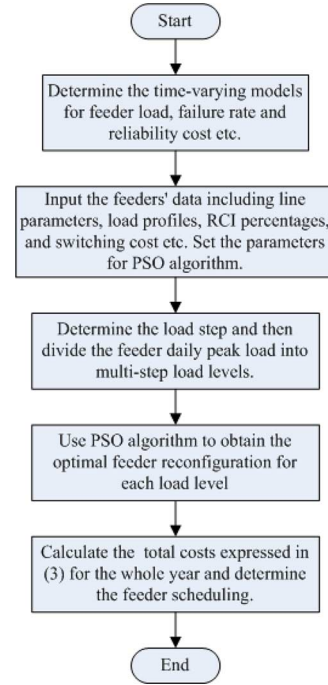 Start
Determine the time-varying models
for feeder load, failure rate and
reliability cost etc.
Input the feeders' data including line
parameters, load profiles, RCI percentages,
and switching cost etc. Set the parameters
for PSO algorithm.
Determine the load step and then
divide the feeder daily peak load into
multi-step load levels.
Use PSO algorithm to obtain the
optimal feeder reconfiguration for
each load level
Calculate the total costs expressed in
(3) for the whole year and determine
the feeder scheduling.
End